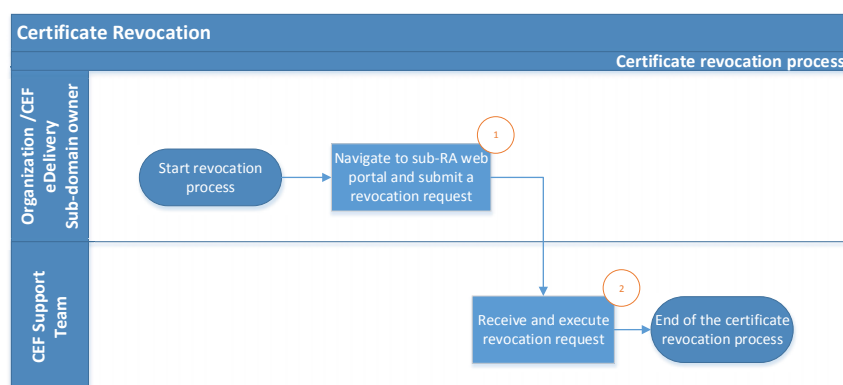 Certificate Revocation
Certificate revocation process
Organization /CEF
eDelivery
Sub-domain owner
Start revocation
process
1
Navigate to sub-RA web
portal and submit a
revocation request
CEF Support
Team
2
Receive and execute
revocation request
End of the certificate
revocation process